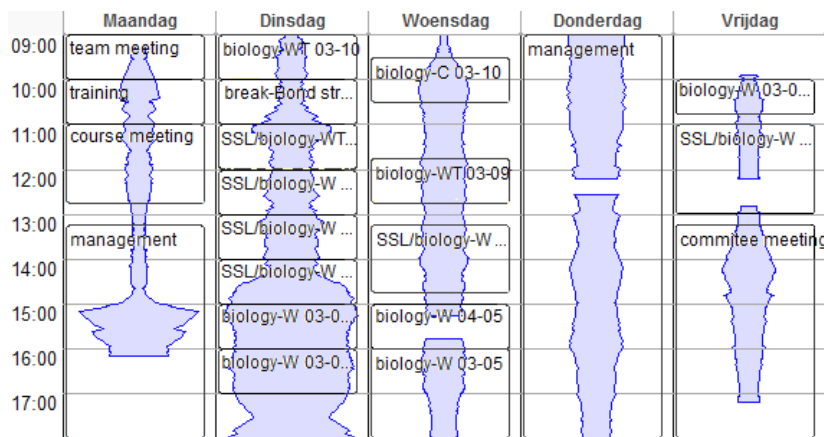 Maandag Dinsdag Woensdag Donderdag Vrijdag
09:00 team meeting biology-WT 03-10 management
biology-C 03-10
10:00 training break-Bond str... biology-W 03-0...
11:00 course meeting SSL/biology-WT... SSL/biology-W ...
biology-WT 03-09
12:00 SSL/biology-W ...
13:00 management SSL/biology-W ... SSL/biology-W ... commitee meeting
14:00 SSL/biology-W ...
15:00 biology-W 03-0... biology-W 04-05
16:00 biology-W 03-0... biology-W 03-05
17:00